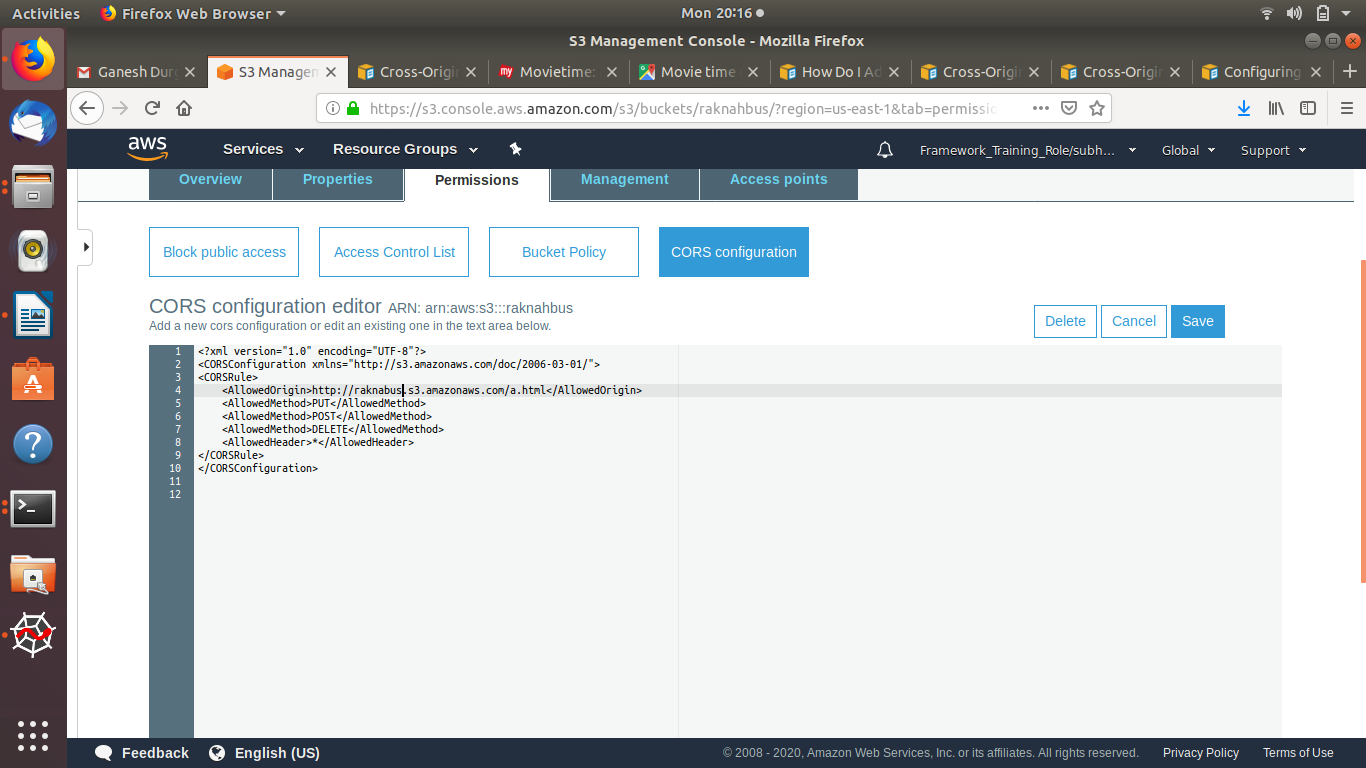 Activities Firefox Web Browser Mon 20:16
S3 Management Console - Mozilla Firefox
Ganesh Dur S3 Managem Cross-Origi Movietime: Movie time How Do I Ad Cross-Origi Cross-Origi Configuring
https://s3.console.aws.amazon.com/s3/buckets/raknahbus/?region=us-east-1&tab=permissio
aws Services Resource Groups Framework_Training_Role/subh... Global Support
Overview Properties Permissions Management Access points
Block public access Access Control List Bucket Policy CORS configuration
CORS configuration editor ARN: arn:aws:s3:::raknahbus
Add a new cors configuration or edit an existing one in the text area below.
Delete Cancel Save
1 <?xml version="1.0" encoding="UTF-8"?>
2 <CORSConfiguration xmlns="http://s3.amazonaws.com/doc/2006-03-01/">
3 <CORSRule>
4 <AllowedOrigin>http://raknabus.s3.amazonaws.com/a.html</AllowedOrigin>
5 <AllowedMethod>PUT</AllowedMethod>
6 <AllowedMethod>POST</AllowedMethod>
7 <AllowedMethod>DELETE</AllowedMethod>
8 <AllowedHeader>*</AllowedHeader>
9 </CORSRule>
10 </CORSConfiguration>
11
12
Feedback English (US) © 2008 - 2020, Amazon Web Services, Inc. or its affiliates. All rights reserved. Privacy Policy Terms of Use